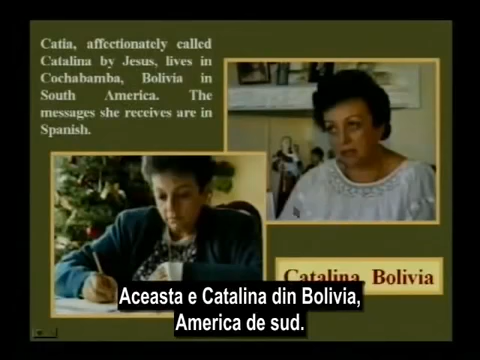 Catia, affectionately called
Catalina by Jesus, lives in
Cochabamba, Bolivia in
South America. The
messages she receives are in
Spanish.
Catalina, Bolivia
Aceasta e Catalina din Bolivia,
America de sud.